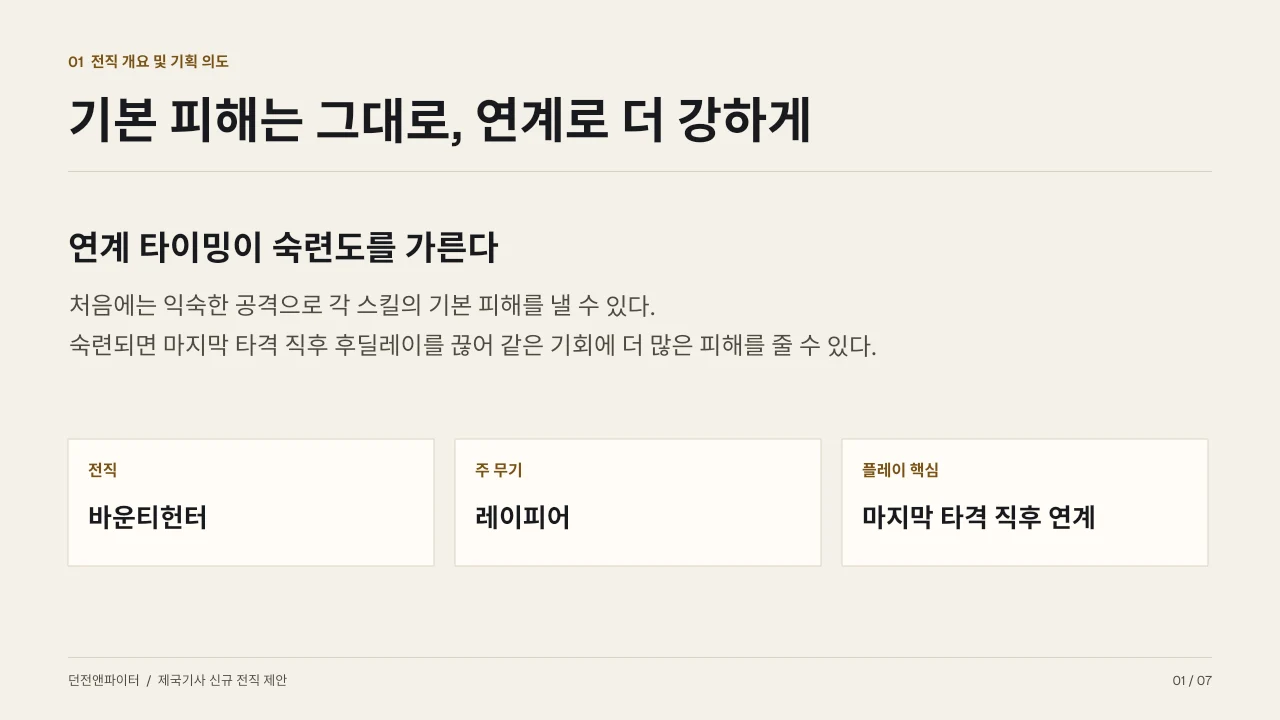 01 전직 개요 및 기획 의도
기본 피해는 그대로, 연계로 더 강하게
연계 타이밍이 숙련도를 가른다
처음에는 익숙한 공격으로 각 스킬의 기본 피해를 낼 수 있다.
숙련되면 마지막 타격 직후 후딜레이를 끊어 같은 기회에 더 많은 피해를 줄 수 있다.
전직
바운티헌터
주 무기
레이피어
플레이 핵심
마지막 타격 직후 연계
던전앤파이터 / 제국기사 신규 전직 제안
01 / 07